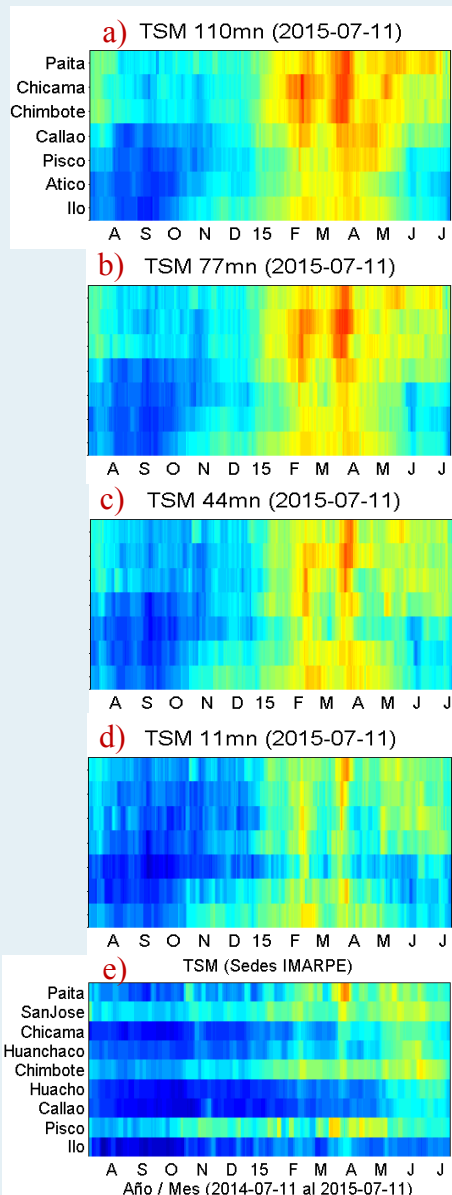 a) TSM 110mn (2015-07-11)
Paita
Chicama
Chimbote
Callao
Pisco
Atico
Ilo
A S O N D 15 F M A M J J
b) TSM 77mn (2015-07-11)
A S O N D 15 F M A M J J
c) TSM 44mn (2015-07-11)
A S O N D 15 F M A M J J
d) TSM 11mn (2015-07-11)
A S O N D 15 F M A M J J
e) TSM (Sedes IMARPE)
Paita
SanJose
Chicama
Huanchaco
Chimbote
Huacho
Callao
Pisco
Ilo
A S O N D 15 F M A M J J
Año / Mes (2014-07-11 al 2015-07-11)